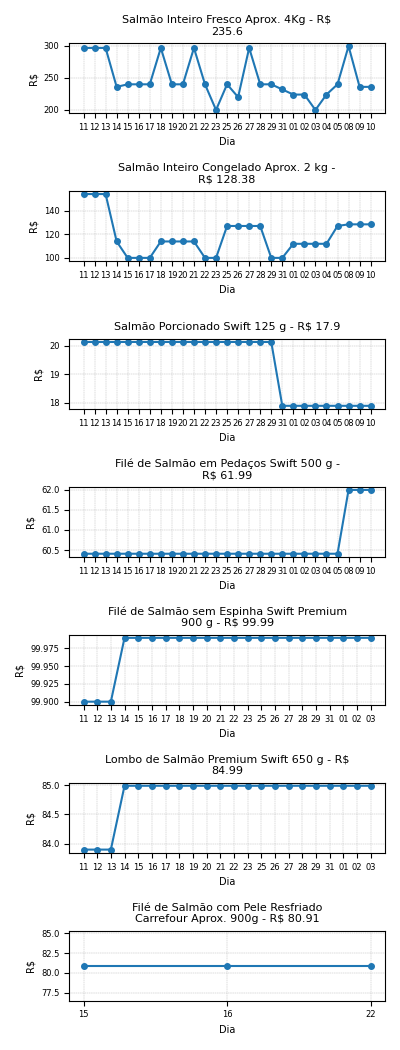 Salmão Inteiro Fresco Aprox. 4Kg - R$
235.6
300
250
200
R$
11 12 13 14 15 16 17 18 19 20 21 22 23 25 26 27 28 29 31 01 02 03 04 05 08 09 10
Dia
Salmão Inteiro Congelado Aprox. 2 kg -
R$ 128.38
140
120
100
R$
11 12 13 14 15 16 17 18 19 20 21 22 23 25 26 27 28 29 31 01 02 03 04 05 08 09 10
Dia
Salmão Porcionado Swift 125 g - R$ 17.9
20
19
18
R$
11 12 13 14 15 16 17 18 19 20 21 22 23 25 26 27 28 29 31 01 02 03 04 05 08 09 10
Dia
Filé de Salmão em Pedaços Swift 500 g -
R$ 61.99
62.0
61.5
61.0
60.5
R$
11 12 13 14 15 16 17 18 19 20 21 22 23 25 26 27 28 29 31 01 02 03 04 05 08 09 10
Dia
Filé de Salmão sem Espinha Swift Premium
900 g - R$ 99.99
99.975
99.950
99.925
99.900
R$
11 12 13 14 15 16 17 18 19 20 21 22 23 25 26 27 28 29 31 01 02 03
Dia
Lombo de Salmão Premium Swift 650 g - R$
84.99
85.0
84.5
84.0
R$
11 12 13 14 15 16 17 18 19 20 21 22 23 25 26 27 28 29 31 01 02 03
Dia
Filé de Salmão com Pele Resfriado
Carrefour Aprox. 900g - R$ 80.91
85.0
82.5
80.0
77.5
R$
15 16 22
Dia